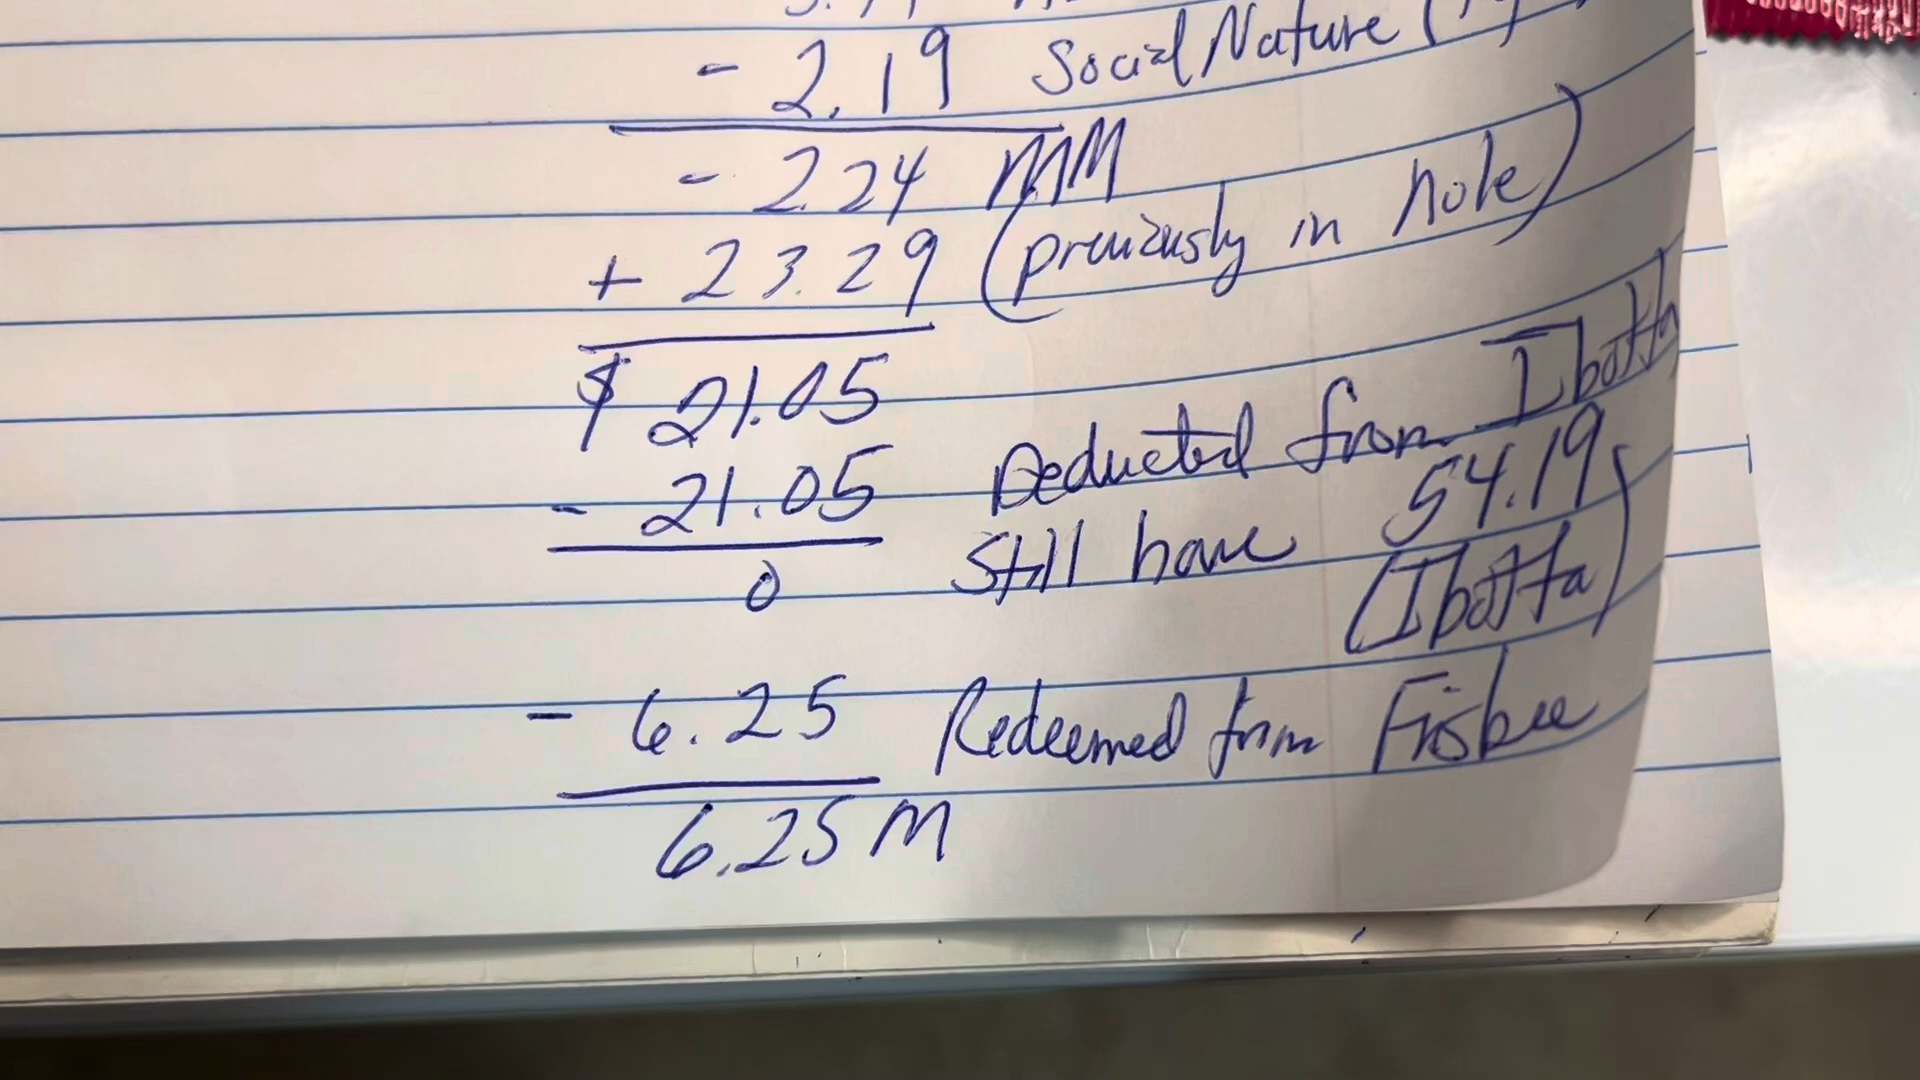 - 2.19 Social Nature (
- 2.24 MM
+ 23.29 (previously in hole)
$ 21.05
- 21.05 Deducted from Ibotta
0 Still have 54.19
(Ibotta)
- 6.25 Redeemed from Frisbee
6.25 M